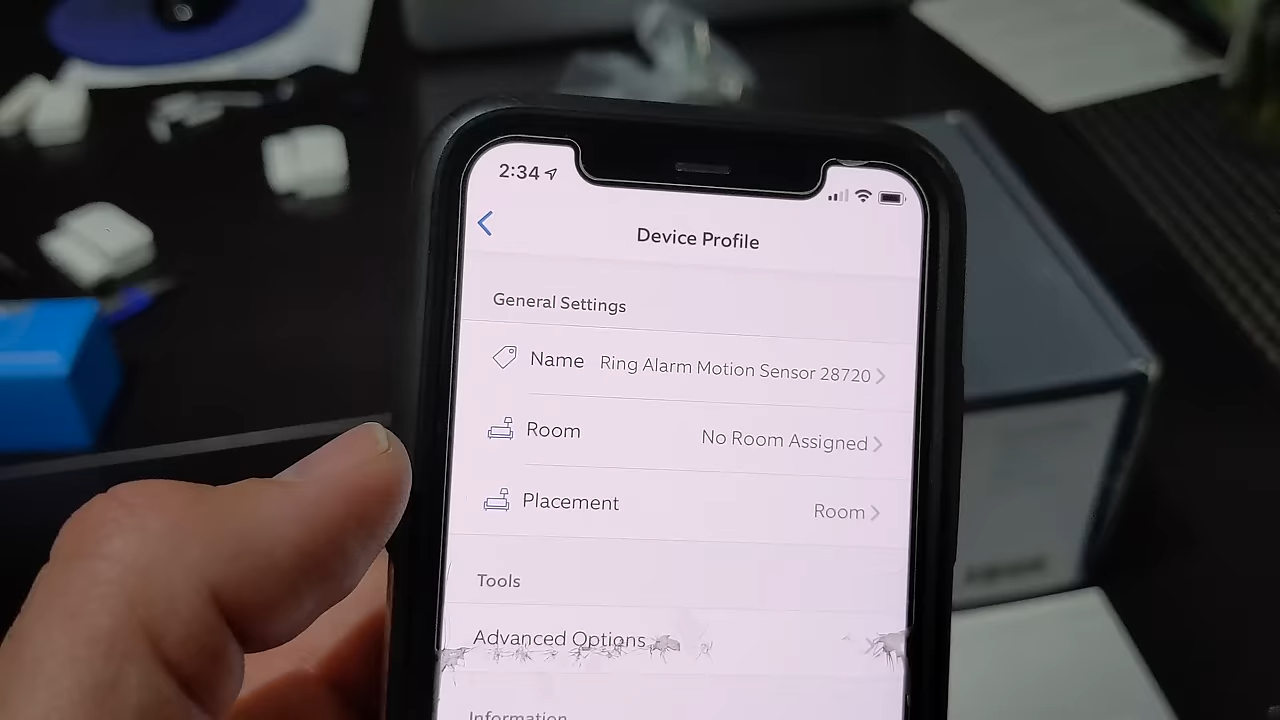 2:34
Device Profile
General Settings
Name Ring Alarm Motion Sensor 28720
Room No Room Assigned
Placement Room
Tools
Advanced Options
Information